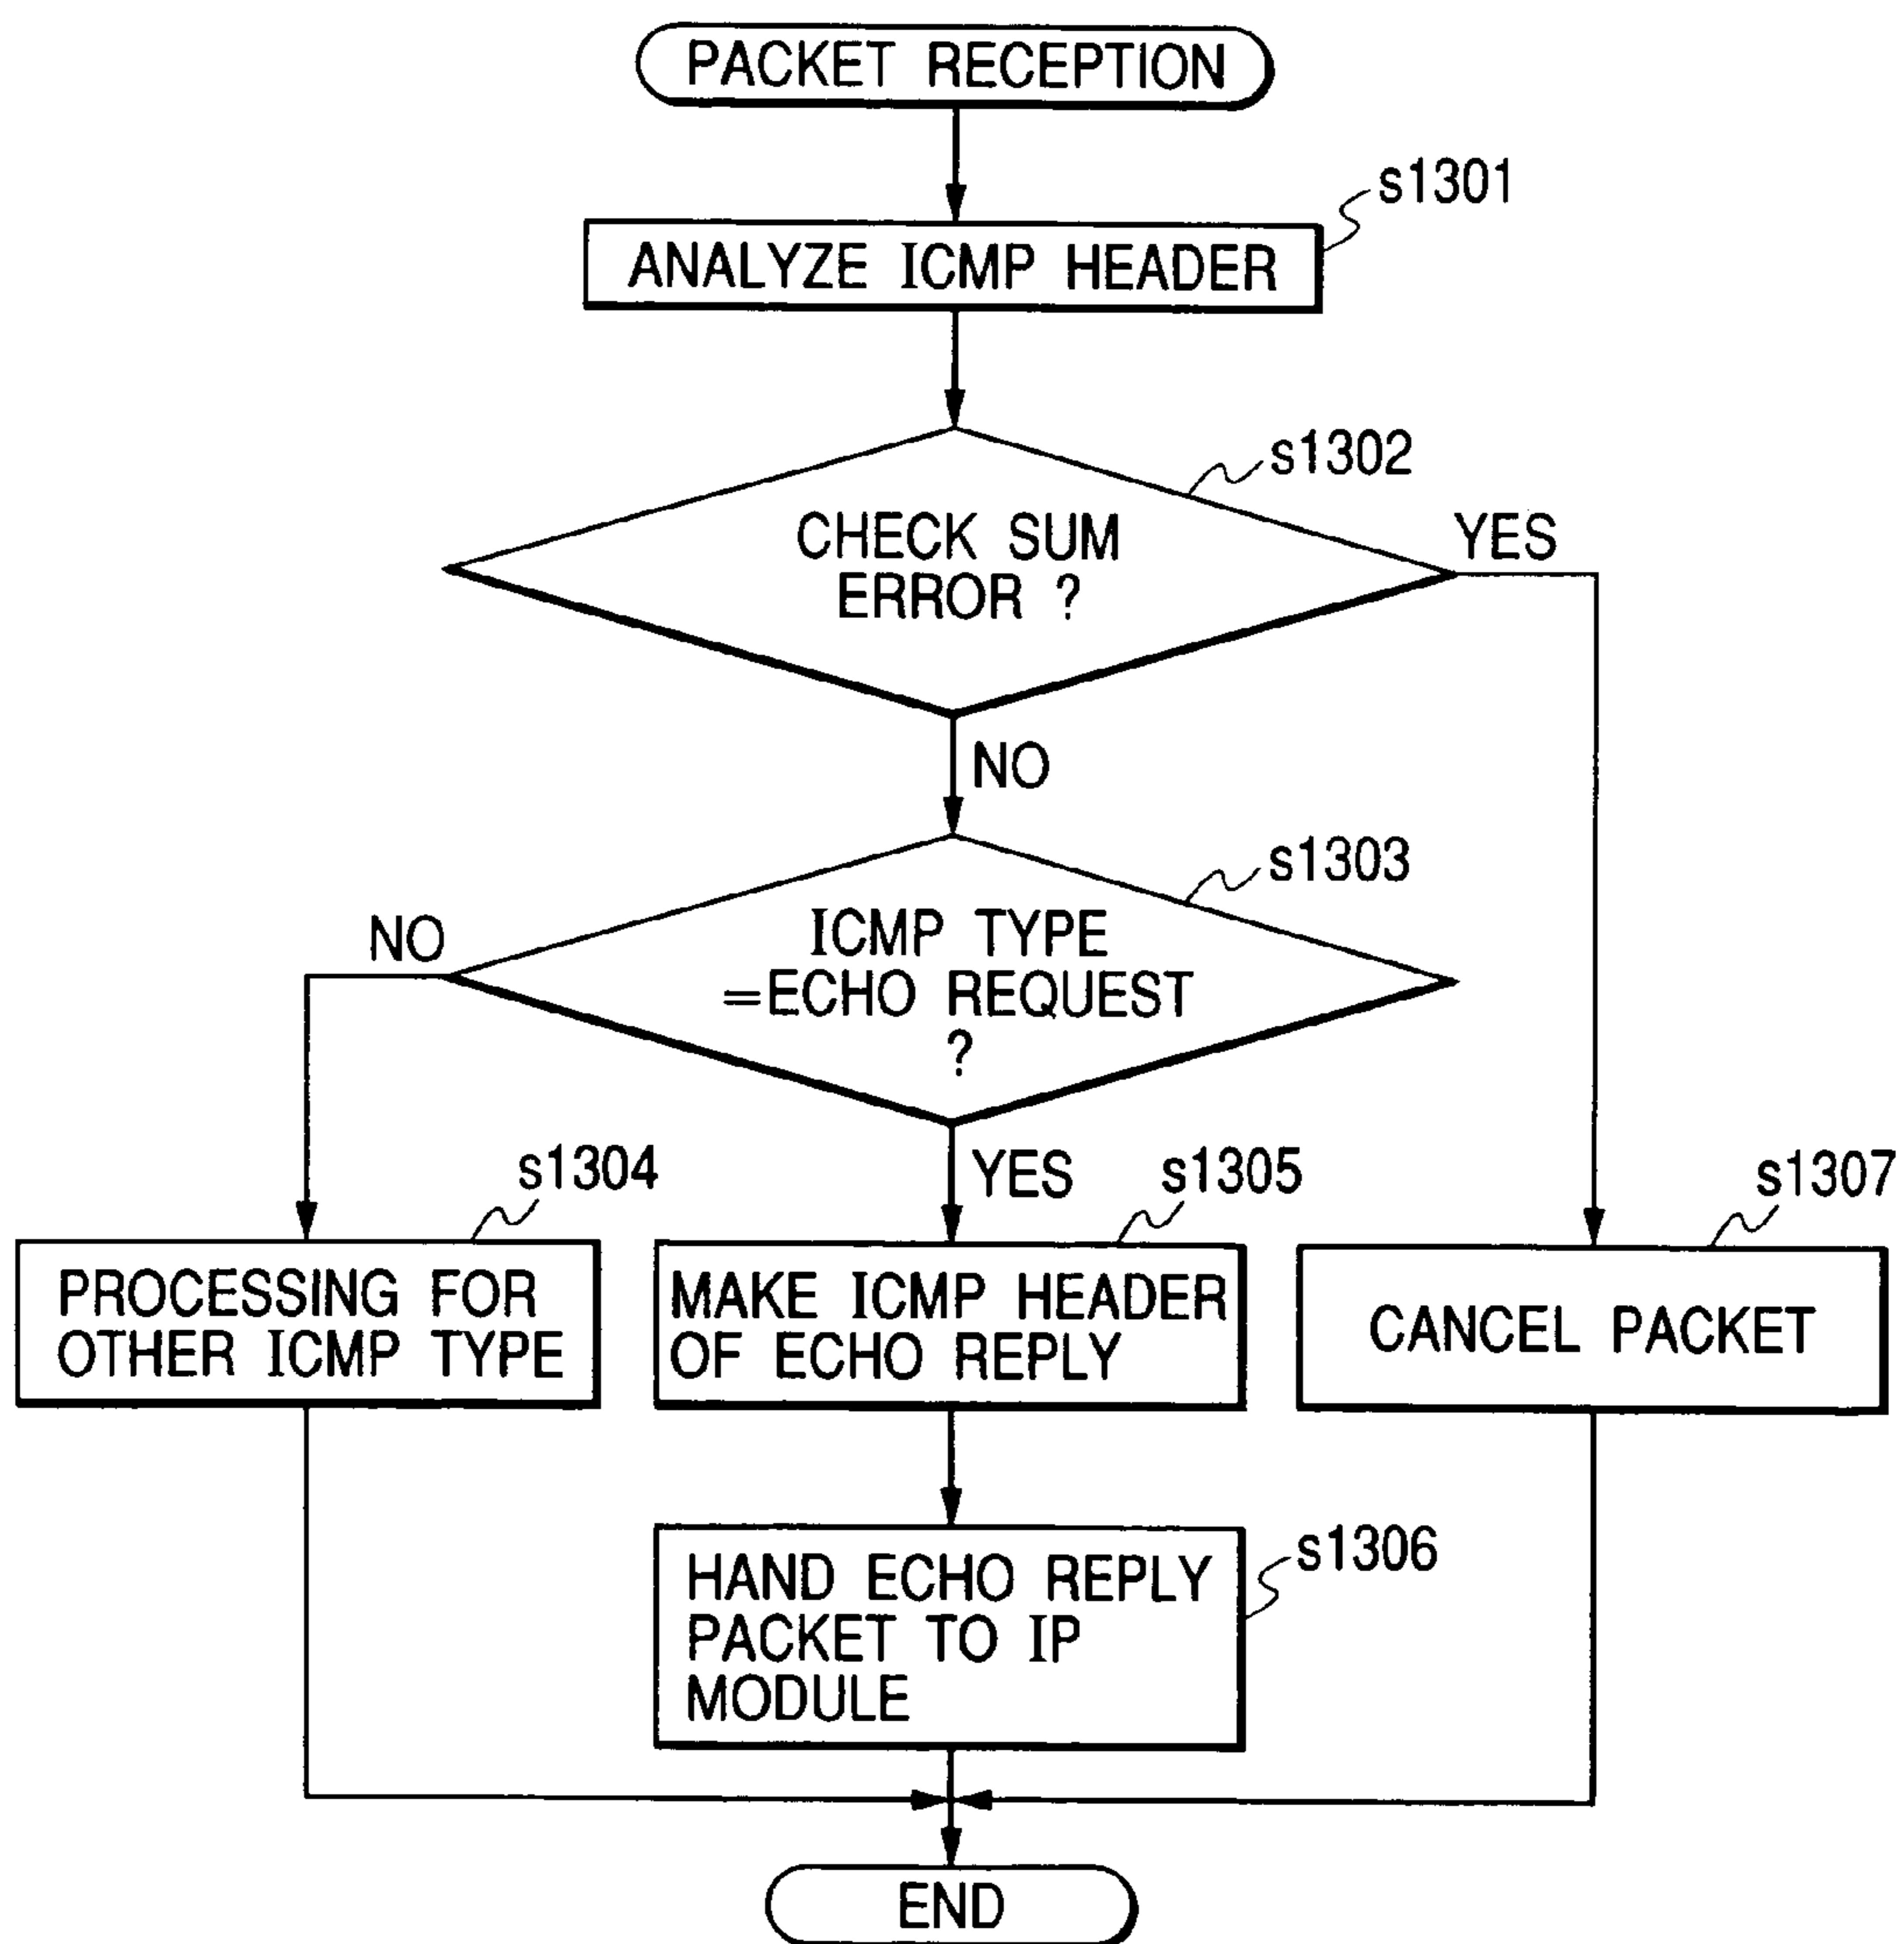 PACKET RECEPTION
s1301
ANALYZE ICMP HEADER
s1302
CHECK SUM
ERROR ?
YES
NO
s1303
ICMP TYPE
=ECHO REQUEST
?
NO
YES
s1304
s1305
s1307
PROCESSING FOR
OTHER ICMP TYPE
MAKE ICMP HEADER
OF ECHO REPLY
CANCEL PACKET
s1306
HAND ECHO REPLY
PACKET TO IP
MODULE
END